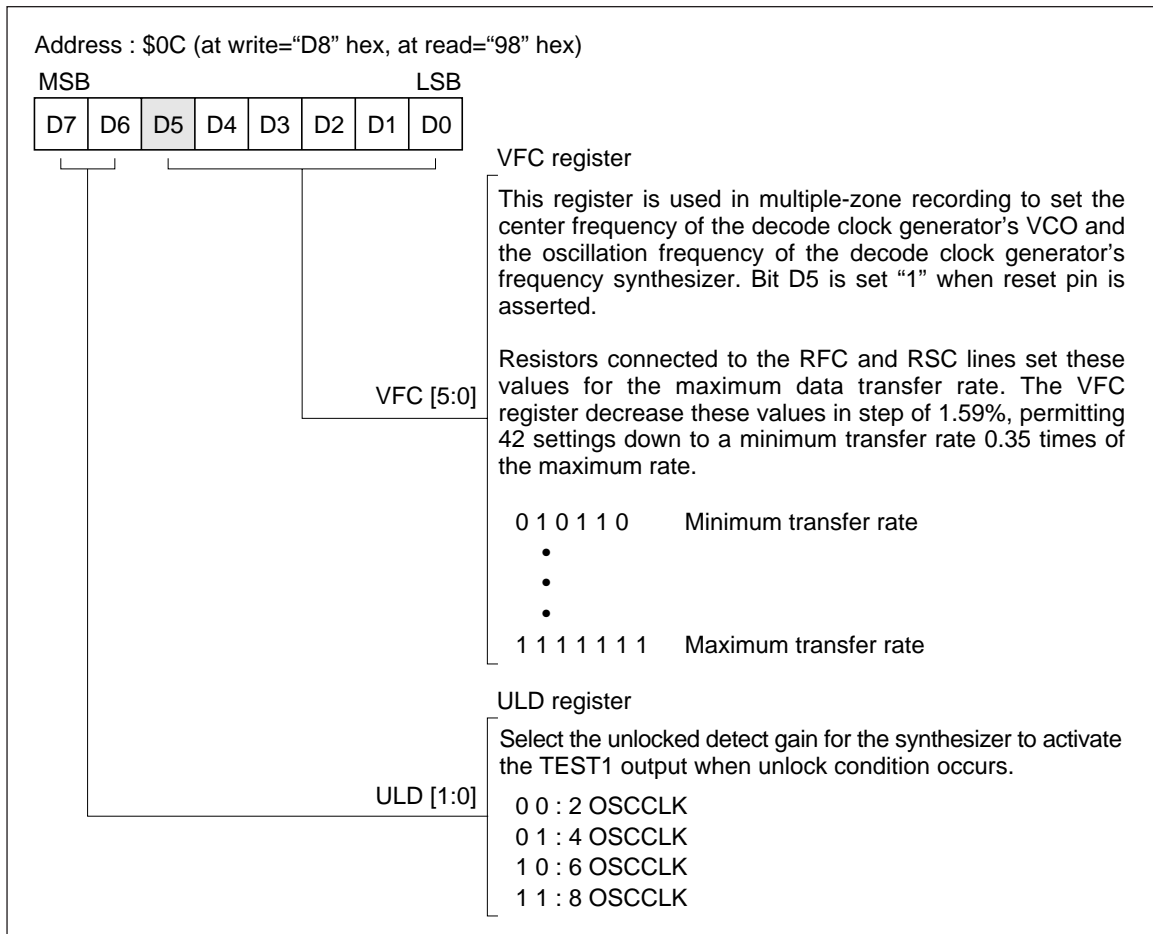 Address : $0C (at write=“D8” hex, at read=“98” hex)
MSB LSB
D7 D6 D5 D4 D3 D2 D1 D0
VFC register
This register is used in multiple-zone recording to set the
center frequency of the decode clock generator’s VCO and
the oscillation frequency of the decode clock generator’s
frequency synthesizer. Bit D5 is set “1” when reset pin is
asserted.
Resistors connected to the RFC and RSC lines set these
values for the maximum data transfer rate. The VFC
register decrease these values in step of 1.59%, permitting
42 settings down to a minimum transfer rate 0.35 times of
the maximum rate.
VFC [5:0]
0 1 0 1 1 0 Minimum transfer rate
•
•
•
1 1 1 1 1 1 1 Maximum transfer rate
ULD register
Select the unlocked detect gain for the synthesizer to activate
the TEST1 output when unlock condition occurs.
ULD [1:0]
0 0 : 2 OSCCLK
0 1 : 4 OSCCLK
1 0 : 6 OSCCLK
1 1 : 8 OSCCLK